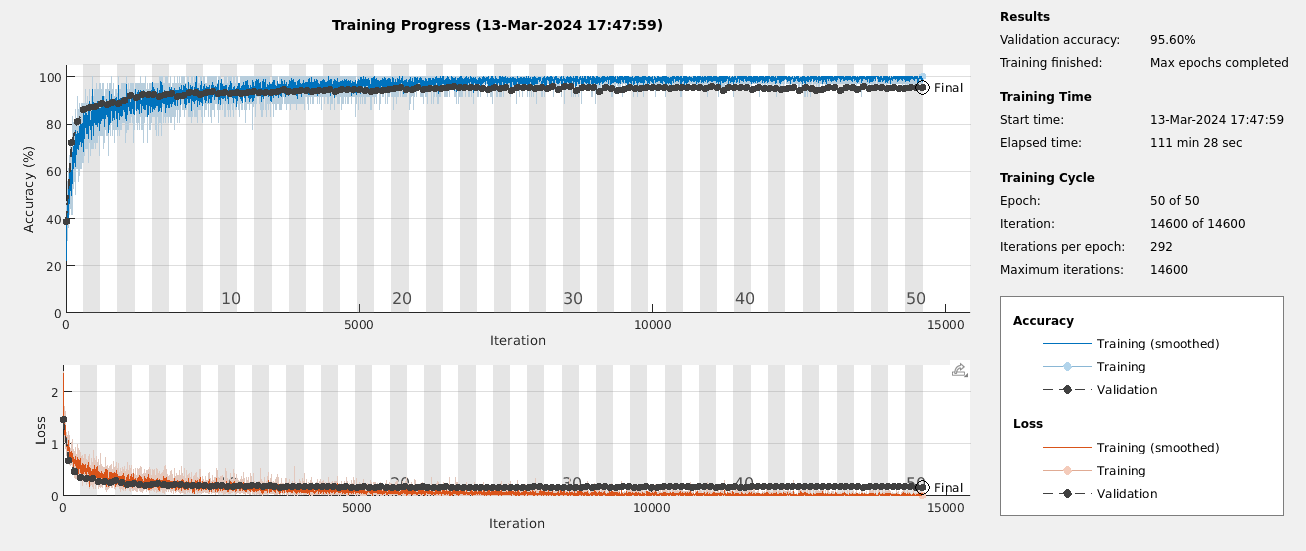 Training Progress (13-Mar-2024 17:47:59)
100
80
60
40
20
0
Accuracy (%)
Final
10 20 30 40 50
0 5000 10000 15000
Iteration
2
1
0
Loss
20 30 40 50
Final
0 5000 10000 15000
Iteration
Results
Validation accuracy: 95.60%
Training finished: Max epochs completed
Training Time
Start time: 13-Mar-2024 17:47:59
Elapsed time: 111 min 28 sec
Training Cycle
Epoch: 50 of 50
Iteration: 14600 of 14600
Iterations per epoch: 292
Maximum iterations: 14600
Accuracy
Training (smoothed)
Training
Validation
Loss
Training (smoothed)
Training
Validation